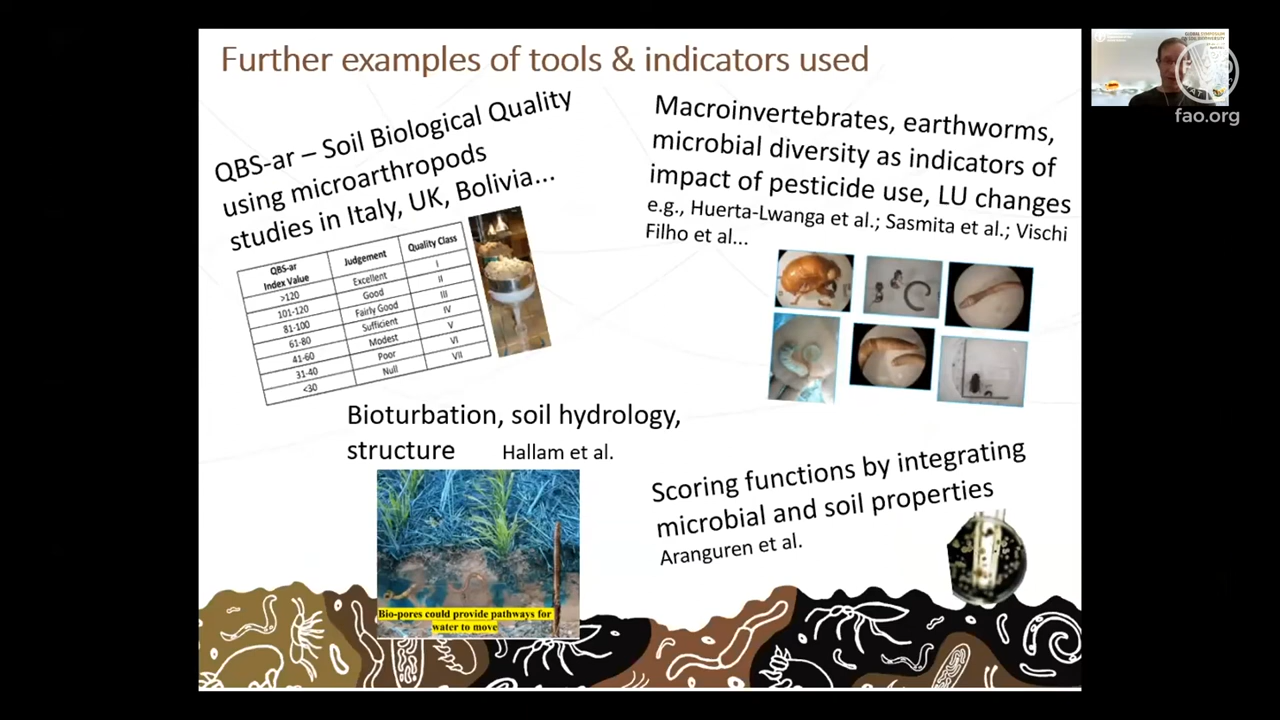 Further examples of tools & indicators used
QBS-ar – Soil Biological Quality
using microarthropods
studies in Italy, UK, Bolivia...
QBS-ar
Index Value
Judgement
Quality Class
>120
Excellent
I
101-120
Good
II
81-100
Fairly Good
III
61-80
Sufficient
IV
41-60
Modest
V
31-40
Poor
VI
<30
Null
VII
Macroinvertebrates, earthworms,
microbial diversity as indicators of
impact of pesticide use, LU changes
e.g., Huerta-Lwanga et al.; Sasmita et al.; Vischi
Filho et al...
Bioturbation, soil hydrology,
structure
Hallam et al.
Bio-pores could provide pathways for
water to move
Scoring functions by integrating
microbial and soil properties
Aranguren et al.
GLOBAL SYMPOSIUM
fao.org